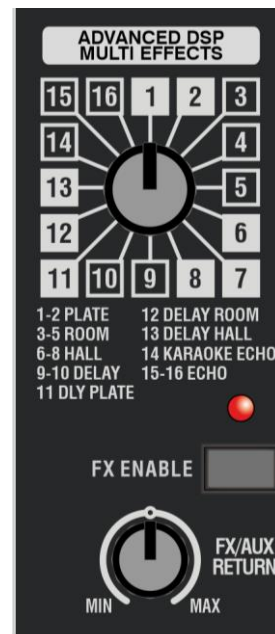 ADVANCED DSP
MULTI EFFECTS
15 16 1 2 3
14 4
13 5
12 6
11 10 9 8 7
1-2 PLATE 12 DELAY ROOM
3-5 ROOM 13 DELAY HALL
6-8 HALL 14 KARAOKE ECHO
9-10 DELAY 15-16 ECHO
11 DLY PLATE
FX ENABLE
FX/AUX
RETURN
MIN MAX